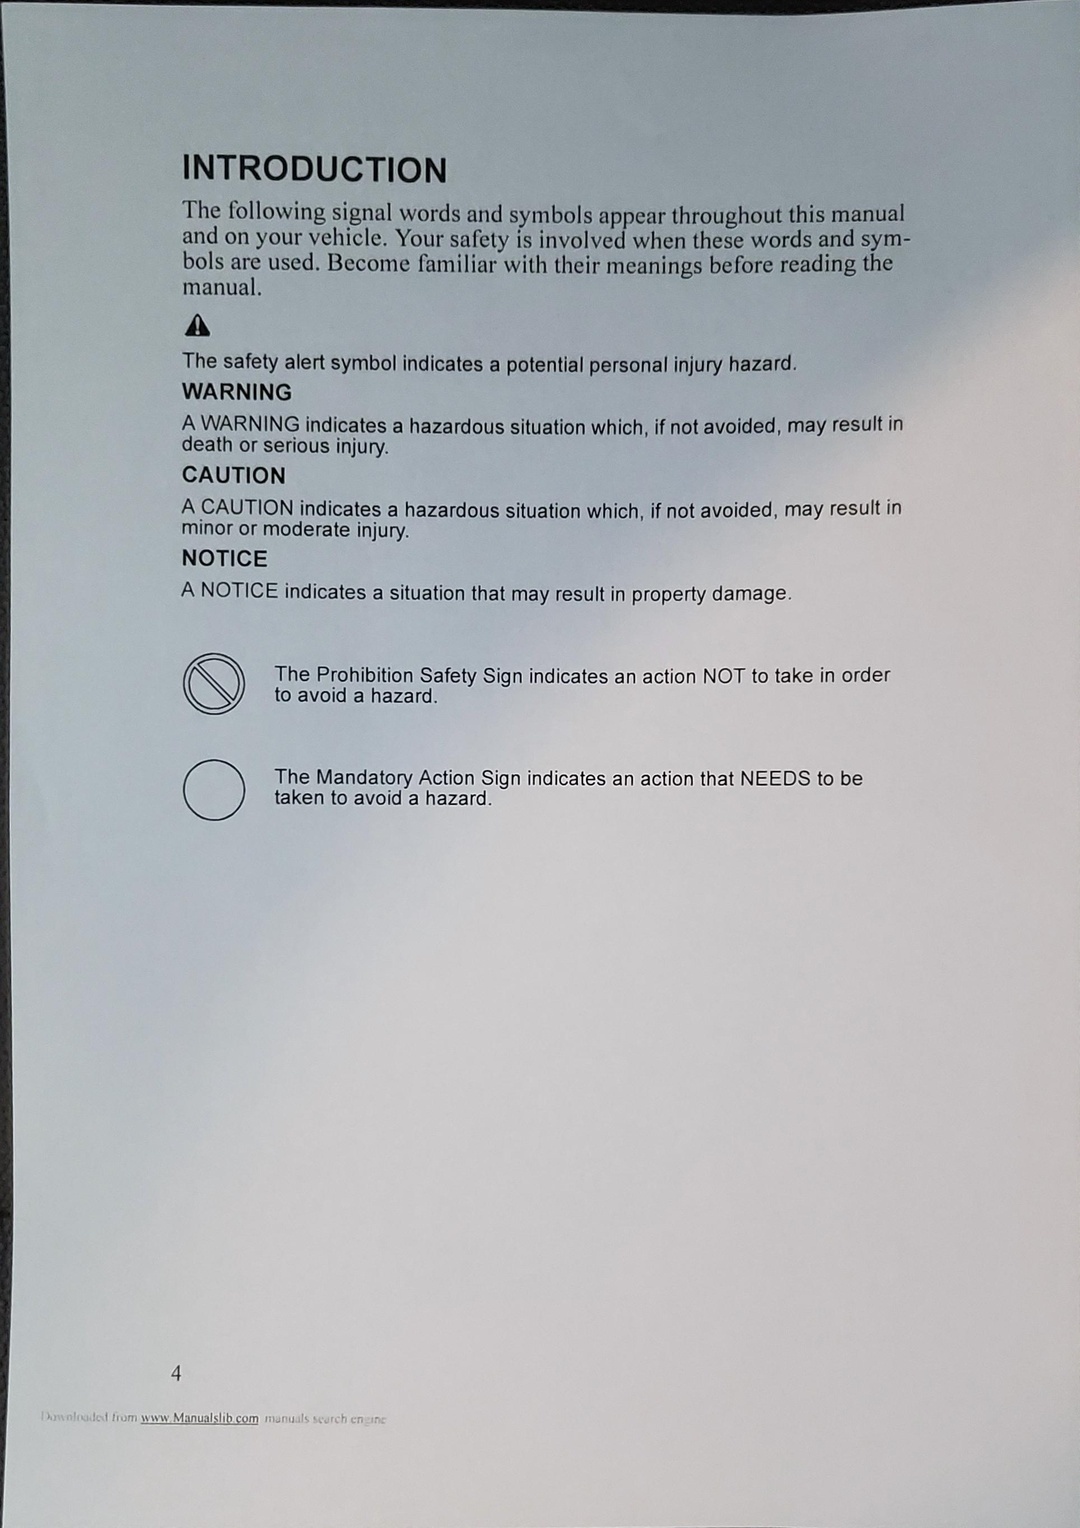 INTRODUCTION
The following signal words and symbols appear throughout this manual
and on your vehicle. Your safety is involved when these words and sym-
bols are used. Become familiar with their meanings before reading the
manual.
The safety alert symbol indicates a potential personal injury hazard.
WARNING
A WARNING indicates a hazardous situation which, if not avoided, may result in
death or serious injury.
CAUTION
A CAUTION indicates a hazardous situation which, if not avoided, may result in
minor or moderate injury.
NOTICE
A NOTICE indicates a situation that may result in property damage.
The Prohibition Safety Sign indicates an action NOT to take in order
to avoid a hazard.
The Mandatory Action Sign indicates an action that NEEDS to be
taken to avoid a hazard.
4
Downloaded from www.Manualslib.com manuals search engine